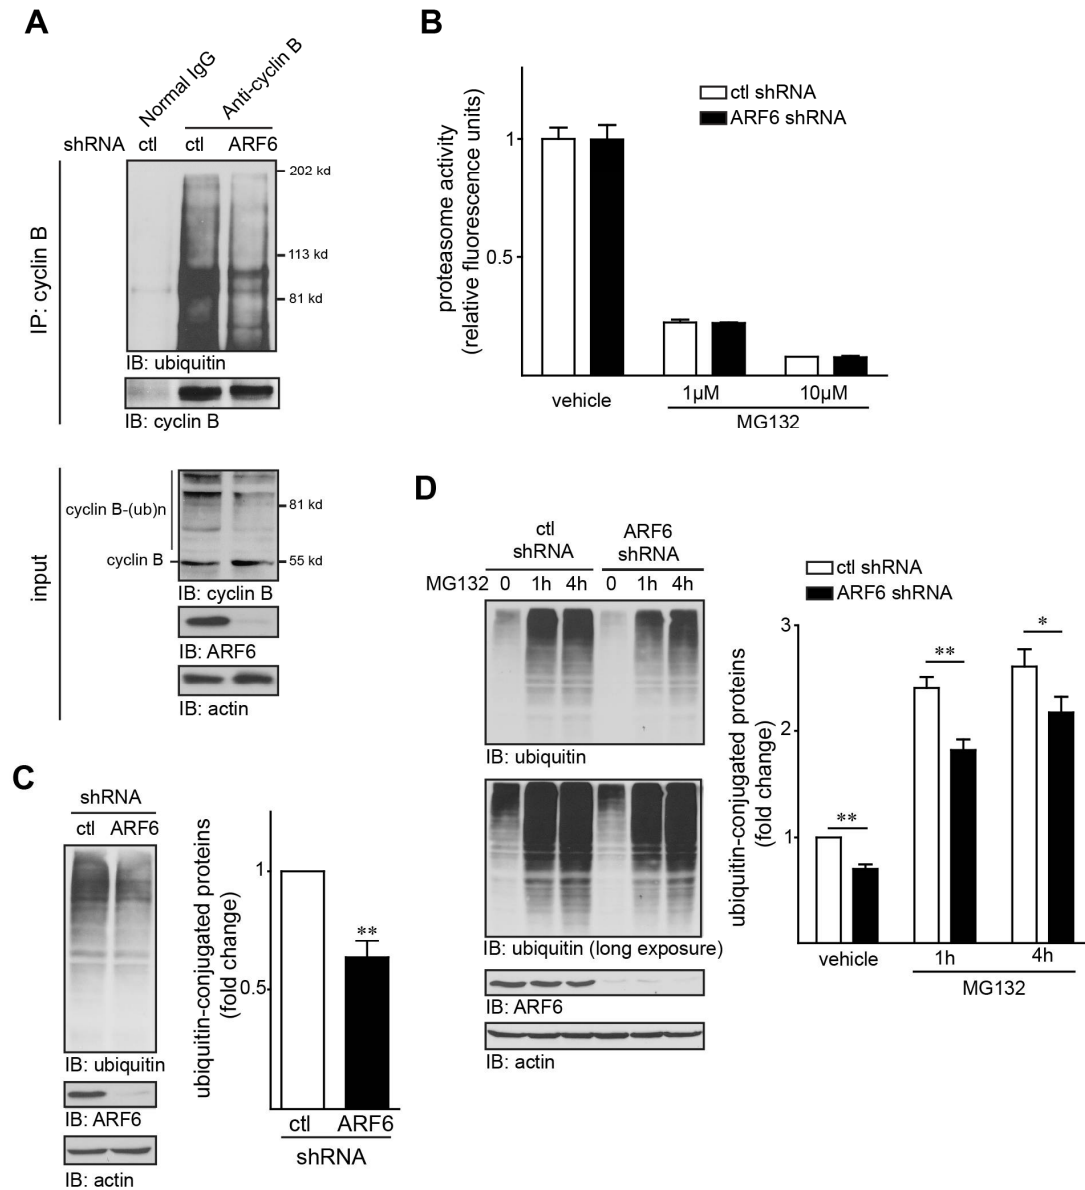 A
Normal IgG
Anti-cyclin B
shRNA ctl ctl ARF6
202 kd
113 kd
81 kd
IP: cyclin B
IB: ubiquitin
IB: cyclin B
input
cyclin B-(ub)n
81 kd
cyclin B
55 kd
IB: cyclin B
IB: ARF6
IB: actin
B
ctl shRNA
ARF6 shRNA
proteasome activity
(relative fluorescence units)
1
0.5
vehicle
1µM
10µM
MG132
C
shRNA
ctl ARF6
IB: ubiquitin
IB: ARF6
IB: actin
ubiquitin-conjugated proteins
(fold change)
1
0.5
**
ctl ARF6
shRNA
D
ctl
shRNA
ARF6
shRNA
MG132 0 1h 4h 0 1h 4h
IB: ubiquitin
IB: ubiquitin (long exposure)
IB: ARF6
IB: actin
ctl shRNA
ARF6 shRNA
ubiquitin-conjugated proteins
(fold change)
3
2
1
**
**
*
vehicle
1h
4h
MG132